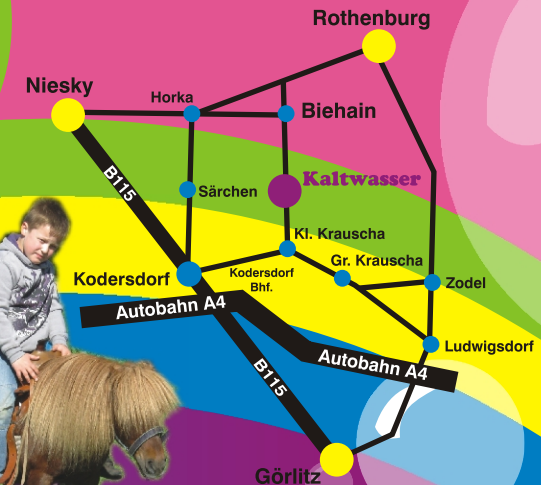 Rothenburg
Niesky
Horka
Biehain
Kaltwasser
B115
Särchen
Kl. Krauscha
Gr. Krauscha
Kodersdorf
Kodersdorf
Bhf.
Zodel
Autobahn A4
Ludwigsdorf
Autobahn A4
B115
Görlitz